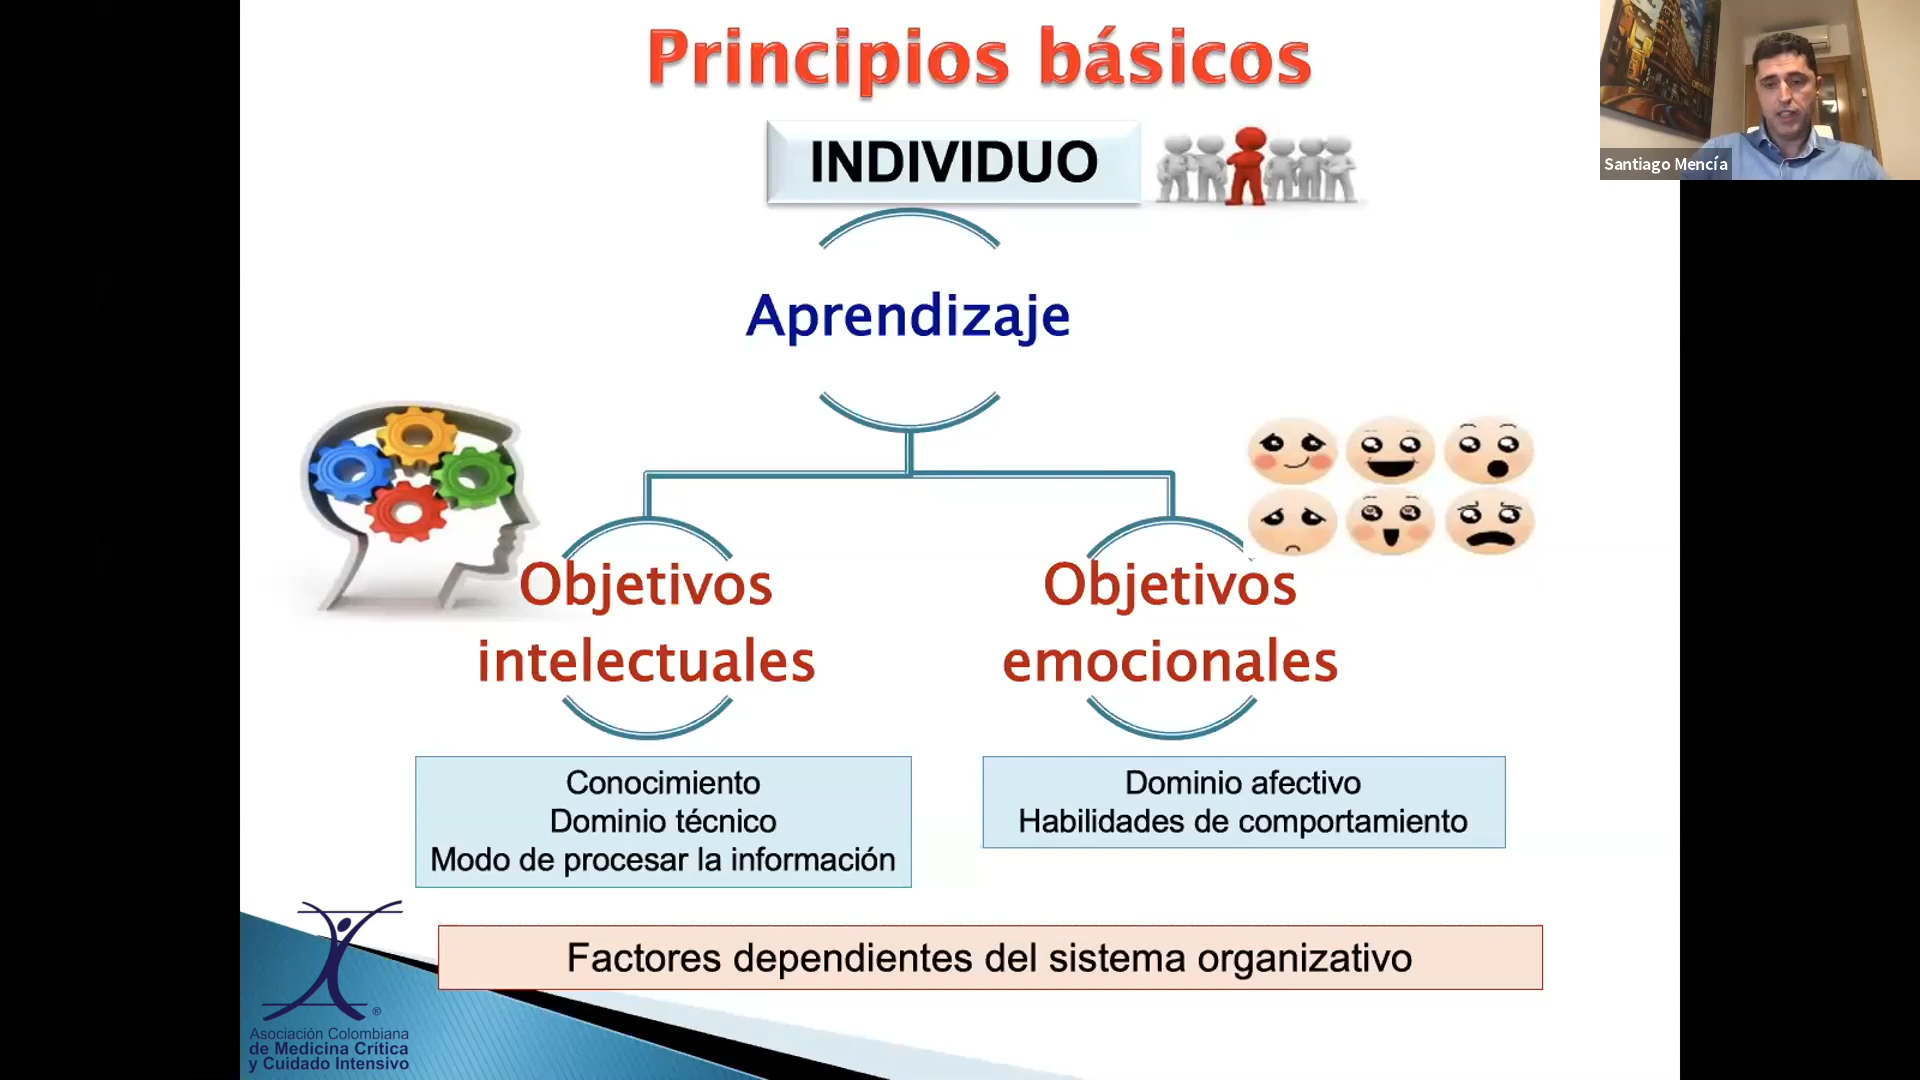 Principios básicos
INDIVIDUO
Santiago Mencía
Aprendizaje
Objetivos
intelectuales
Objetivos
emocionales
Conocimiento
Dominio técnico
Modo de procesar la información
Dominio afectivo
Habilidades de comportamiento
Factores dependientes del sistema organizativo
®
Asociación Colombiana
de Medicina Crítica
y Cuidado Intensivo